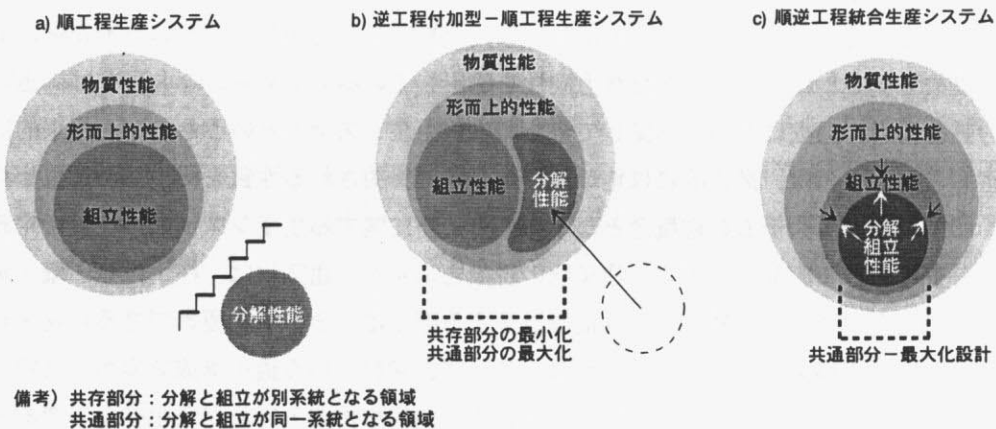 a) 順工程生産システム
物質性能
形而上的性能
組立性能
分解性能
b) 逆工程付加型－順工程生産システム
物質性能
形而上的性能
組立性能
分解
性能
共存部分の最小化
共通部分の最大化
c) 順逆工程統合生産システム
物質性能
形而上的性能
組立性能
分解
組立
性能
共通部分－最大化設計
備考）共存部分：分解と組立が別系統となる領域
共通部分：分解と組立が同一系統となる領域